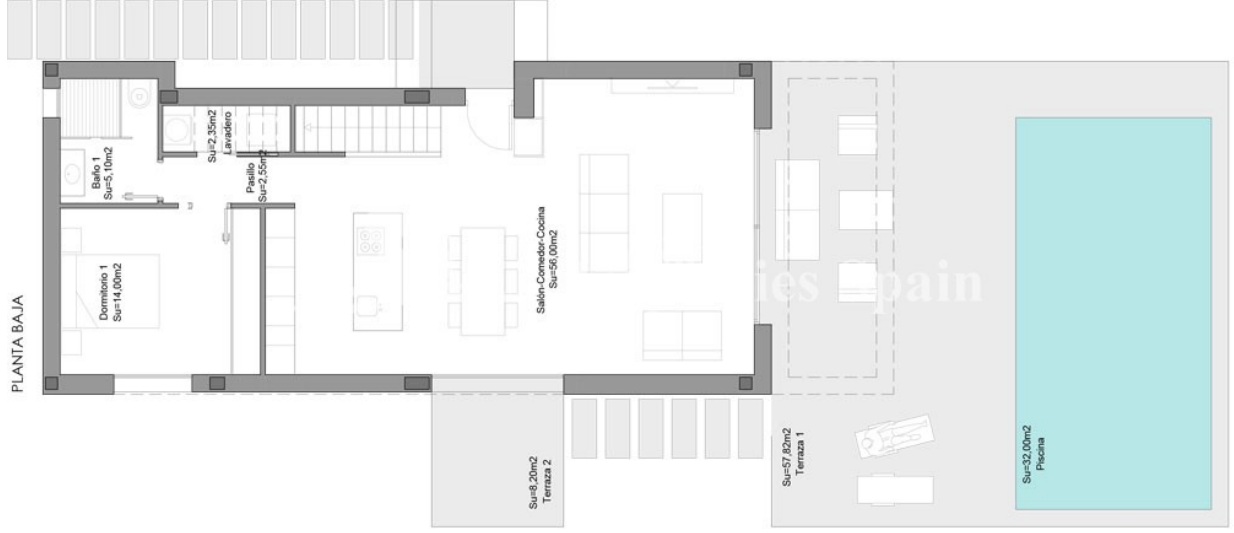 PLANTA BAJA
Baño 1
Su=5,10m2
Su=2,35m2
Lavadero
Pasillo
Su=2,55m2
Dormitorio 1
Su=14,00m2
Salón-Comedor-Cocina
Su=56,00m2
ies Spain
Su=8,20m2
Terraza 2
Su=57,82m2
Terraza 1
Su=32,00m2
Piscina